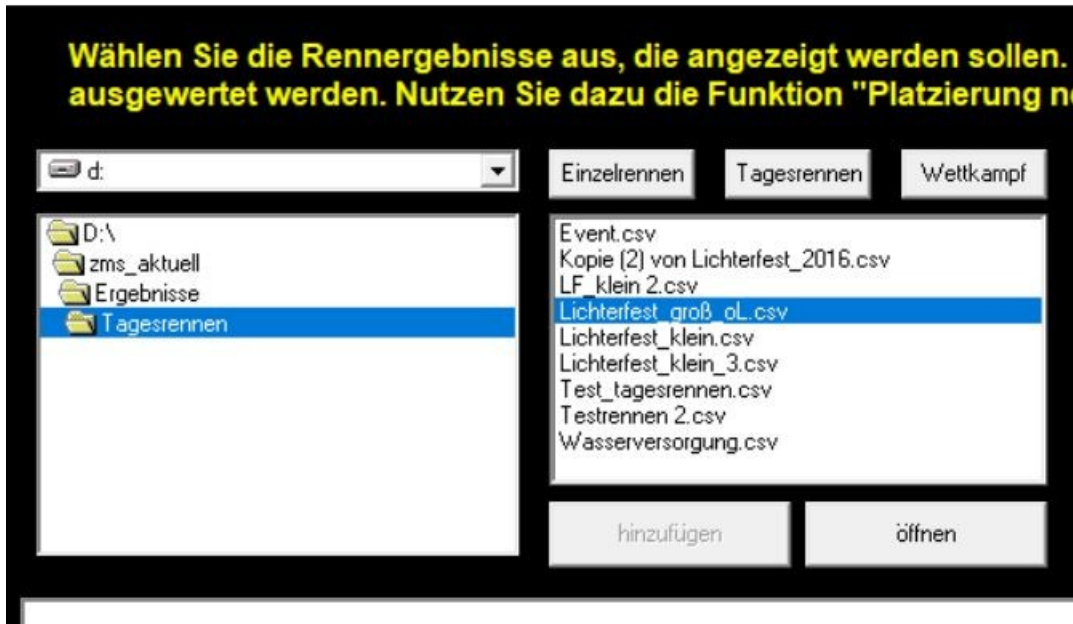 Wählen Sie die Rennergebnisse aus, die angezeigt werden sollen.
ausgewertet werden. Nutzen Sie dazu die Funktion "Platzierung n
d:
Einzelrennen
Tagesrennen
Wettkampf
D:\
zms_aktuell
Ergebnisse
Tagesrennen
Event.csv
Kopie (2) von Lichterfest_2016.csv
LF_klein 2.csv
Lichterfest_groß_oL.csv
Lichterfest_klein.csv
Lichterfest_klein_3.csv
Test_tagesrennen.csv
Testrennen 2.csv
Wasserversorgung.csv
hinzufügen
öffnen